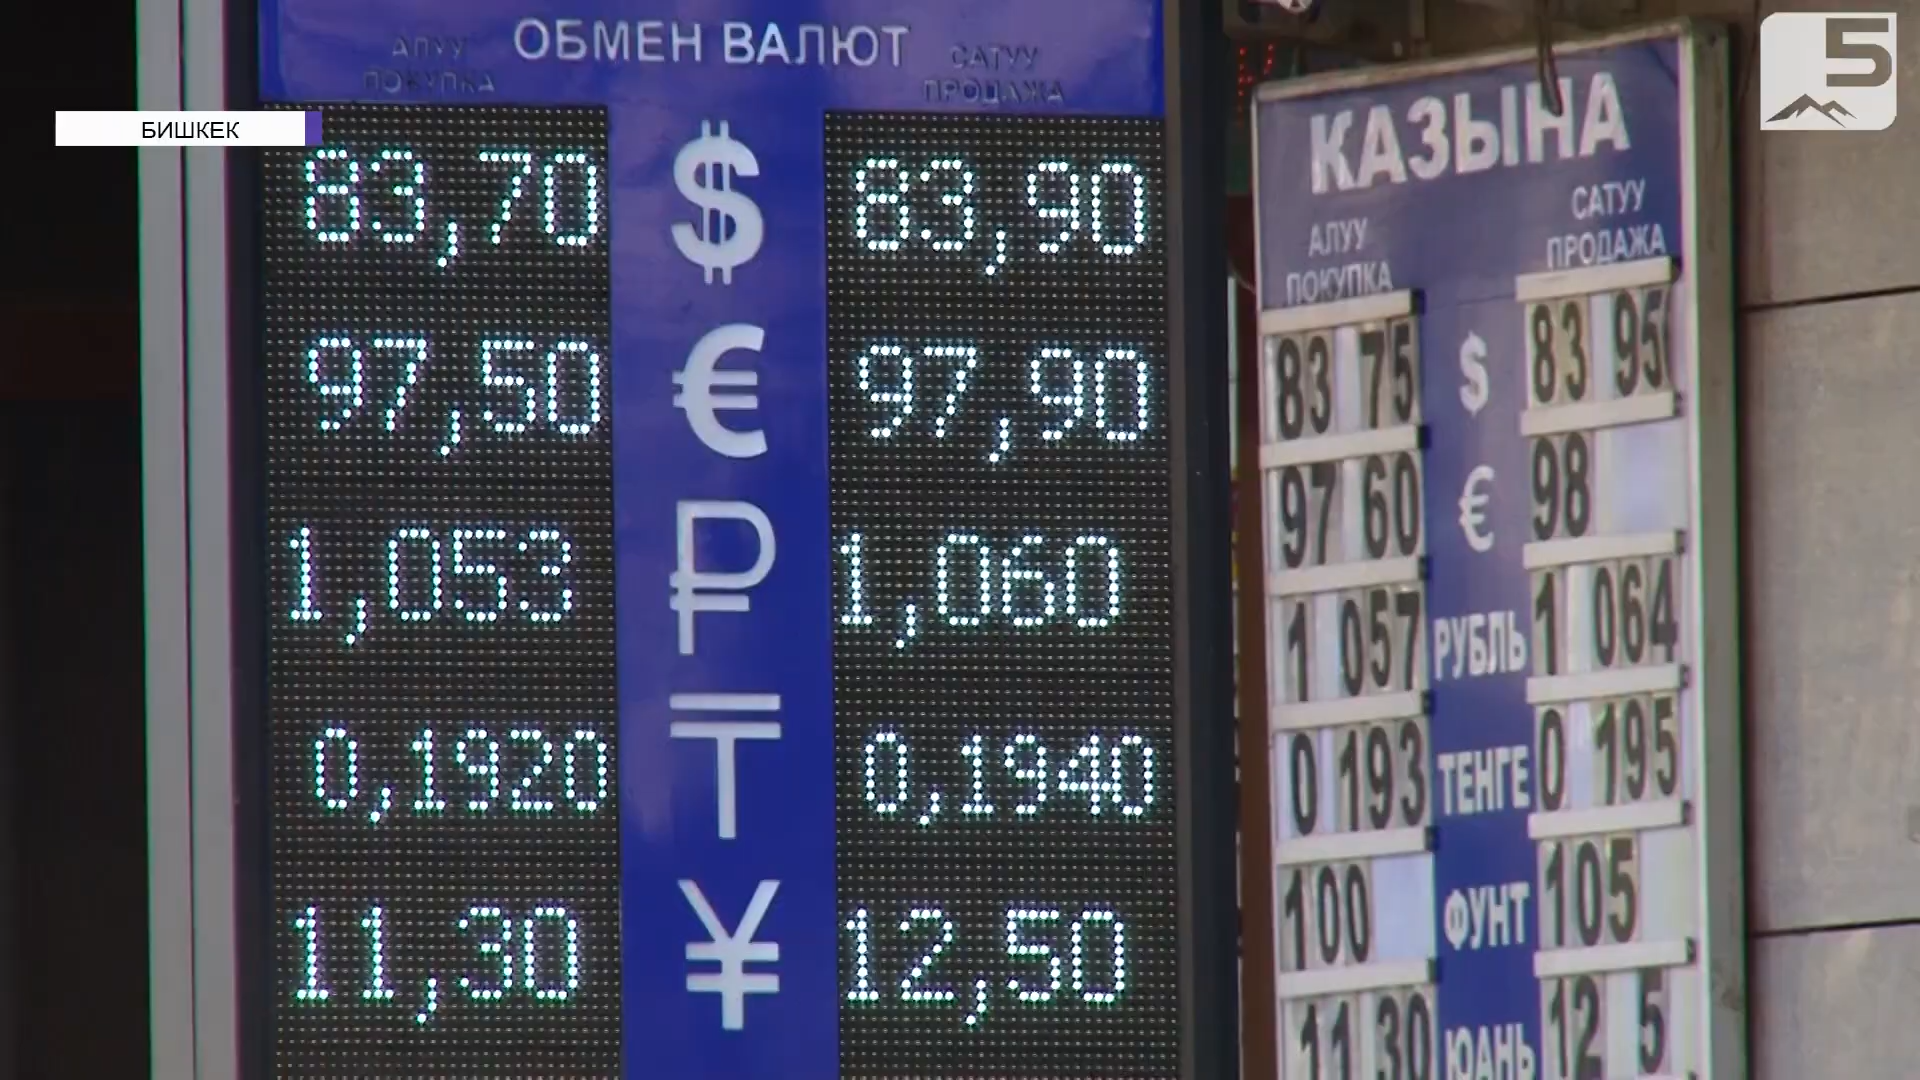 БИШКЕК
5
ОБМЕН ВАЛЮТ
АЛУУ САТУУ
ПОКУПКА ПРОДАЖА
83,70 $ 83,90
97,50 € 97,90
1,053 ₽ 1,060
0,1920 ₸ 0,1940
11,30 ¥ 12,50
КАЗЫНА
АЛУУ САТУУ
ПОКУПКА ПРОДАЖА
83 75 $ 83 95
97 60 € 98
1 057 РУБЛЬ 1 064
0 193 ТЕНГЕ 0 195
100 ФУНТ 105
11 30 ЮАНЬ 12 5